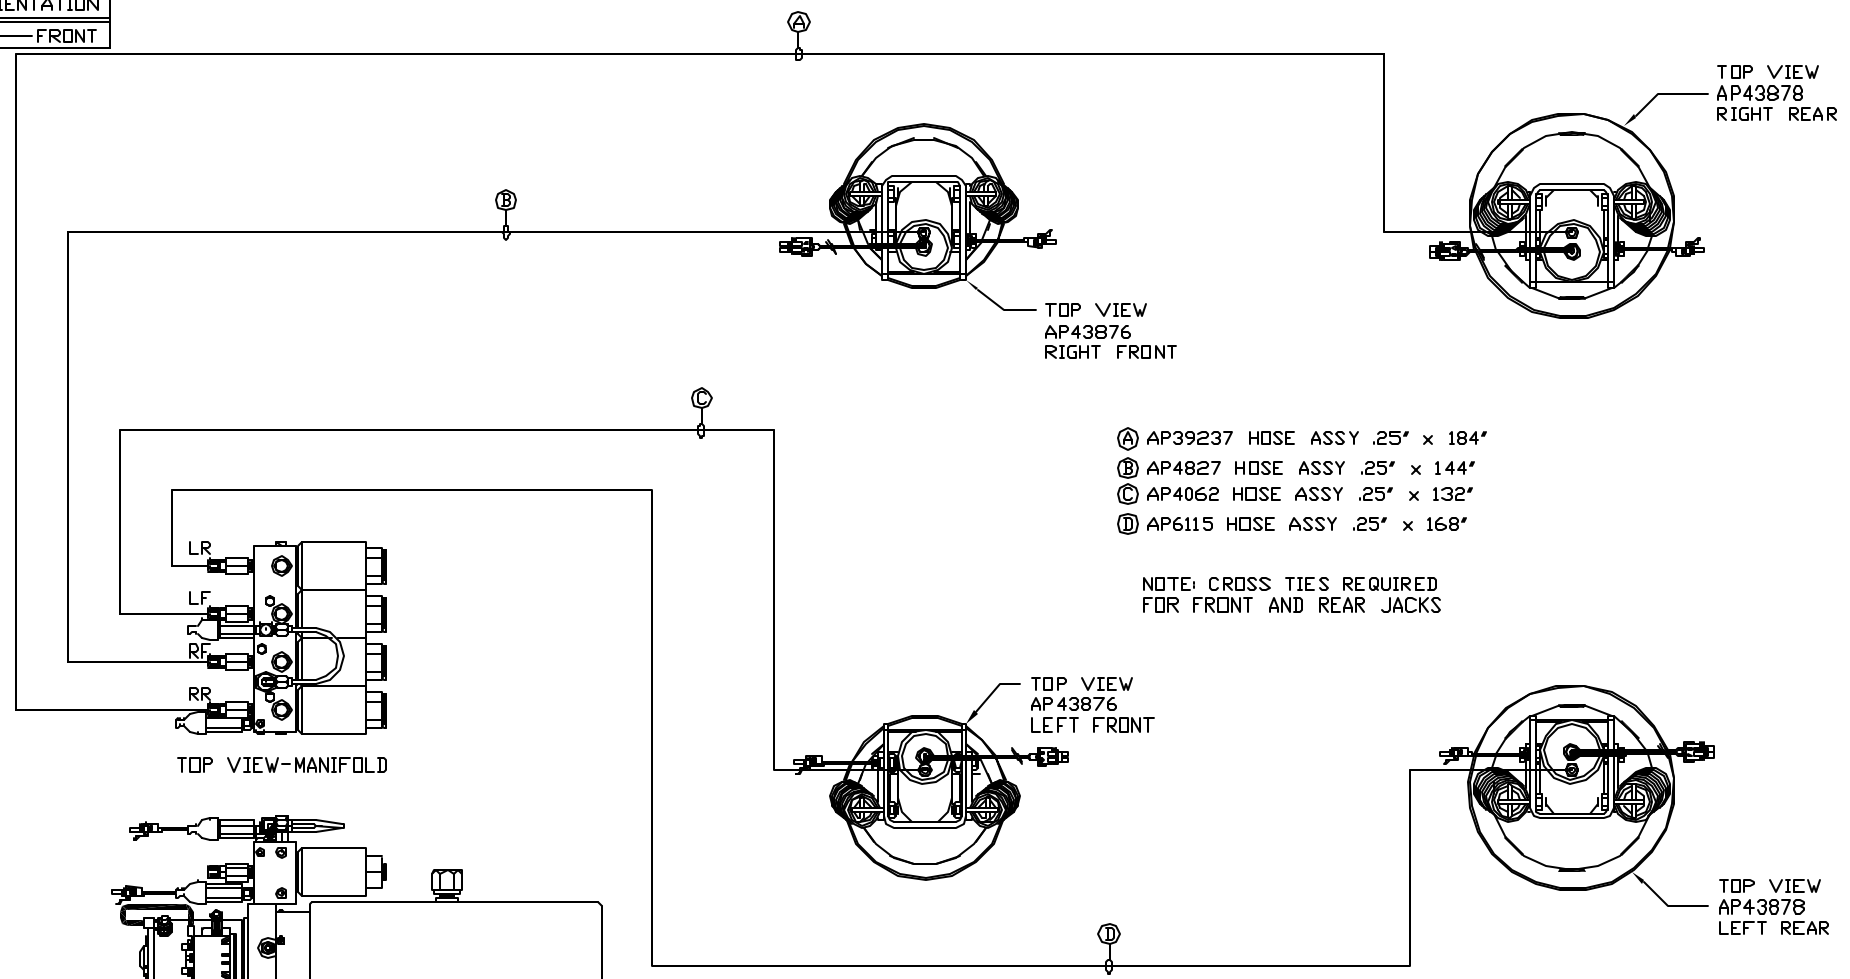 FRONT
A
TOP VIEW
AP43878
RIGHT REAR
B
TOP VIEW
AP43876
RIGHT FRONT
C
A AP39237 HOSE ASSY .25" x 184"
B AP4827 HOSE ASSY .25" x 144"
C AP4062 HOSE ASSY .25" x 132"
D AP6115 HOSE ASSY .25" x 168"
NOTE: CROSS TIES REQUIRED
FOR FRONT AND REAR JACKS
LR
LF
RF
RR
TOP VIEW-MANIFOLD
TOP VIEW
AP43876
LEFT FRONT
TOP VIEW
AP43878
LEFT REAR
D